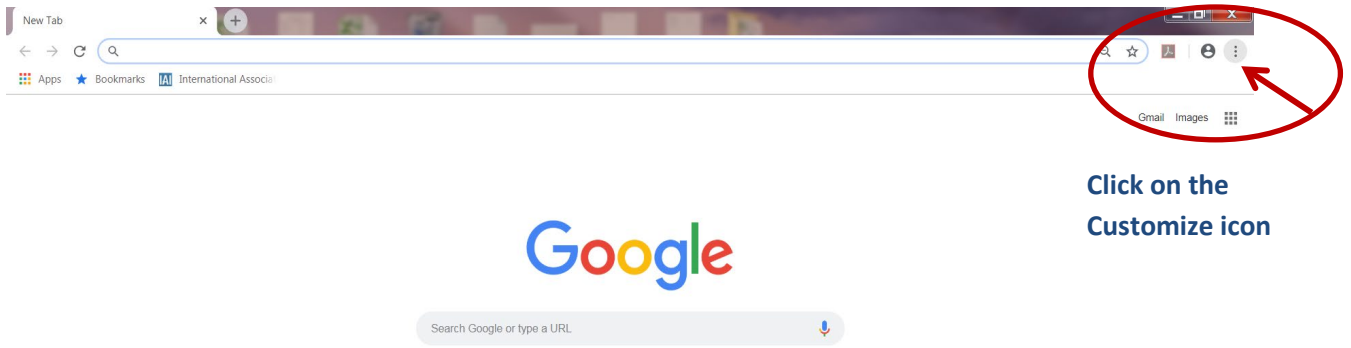 New Tab
Apps Bookmarks IAI International Associa
Gmail Images
Click on the
Customize icon
Google
Search Google or type a URL